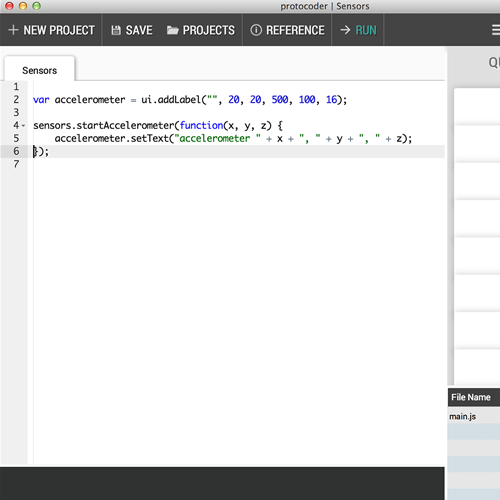 protocoder | Sensors
NEW PROJECT SAVE PROJECTS REFERENCE RUN
Sensors
1
2 var accelerometer = ui.addLabel("", 20, 20, 500, 100, 16);
3
4 sensors.startAccelerometer(function(x, y, z) {
5 accelerometer.setText("accelerometer " + x + ", " + y + ", " + z);
6 });
7
File Name
main.js